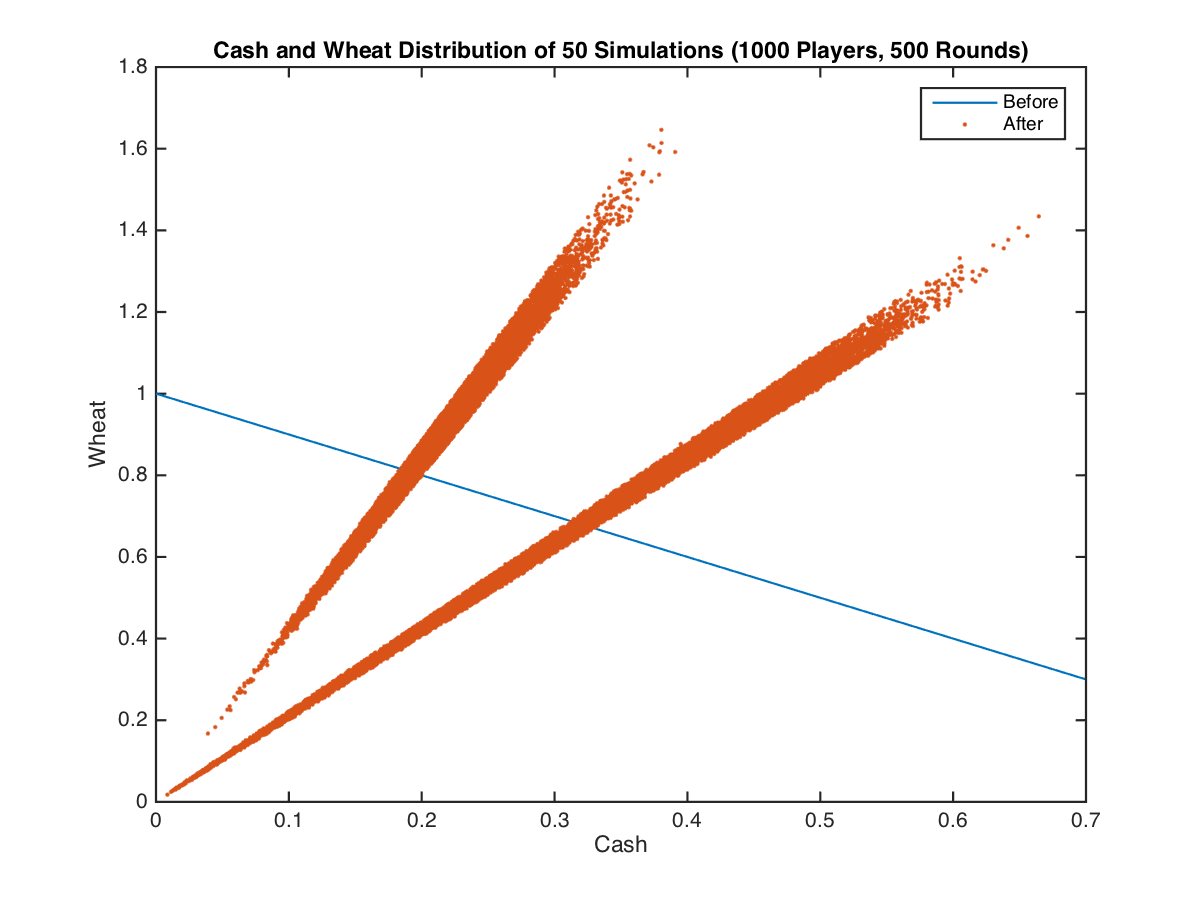 Cash and Wheat Distribution of 50 Simulations (1000 Players, 500 Rounds)
Before
After
1.8
1.6
1.4
1.2
1
0.8
0.6
0.4
0.2
0
Wheat
0 0.1 0.2 0.3 0.4 0.5 0.6 0.7
Cash